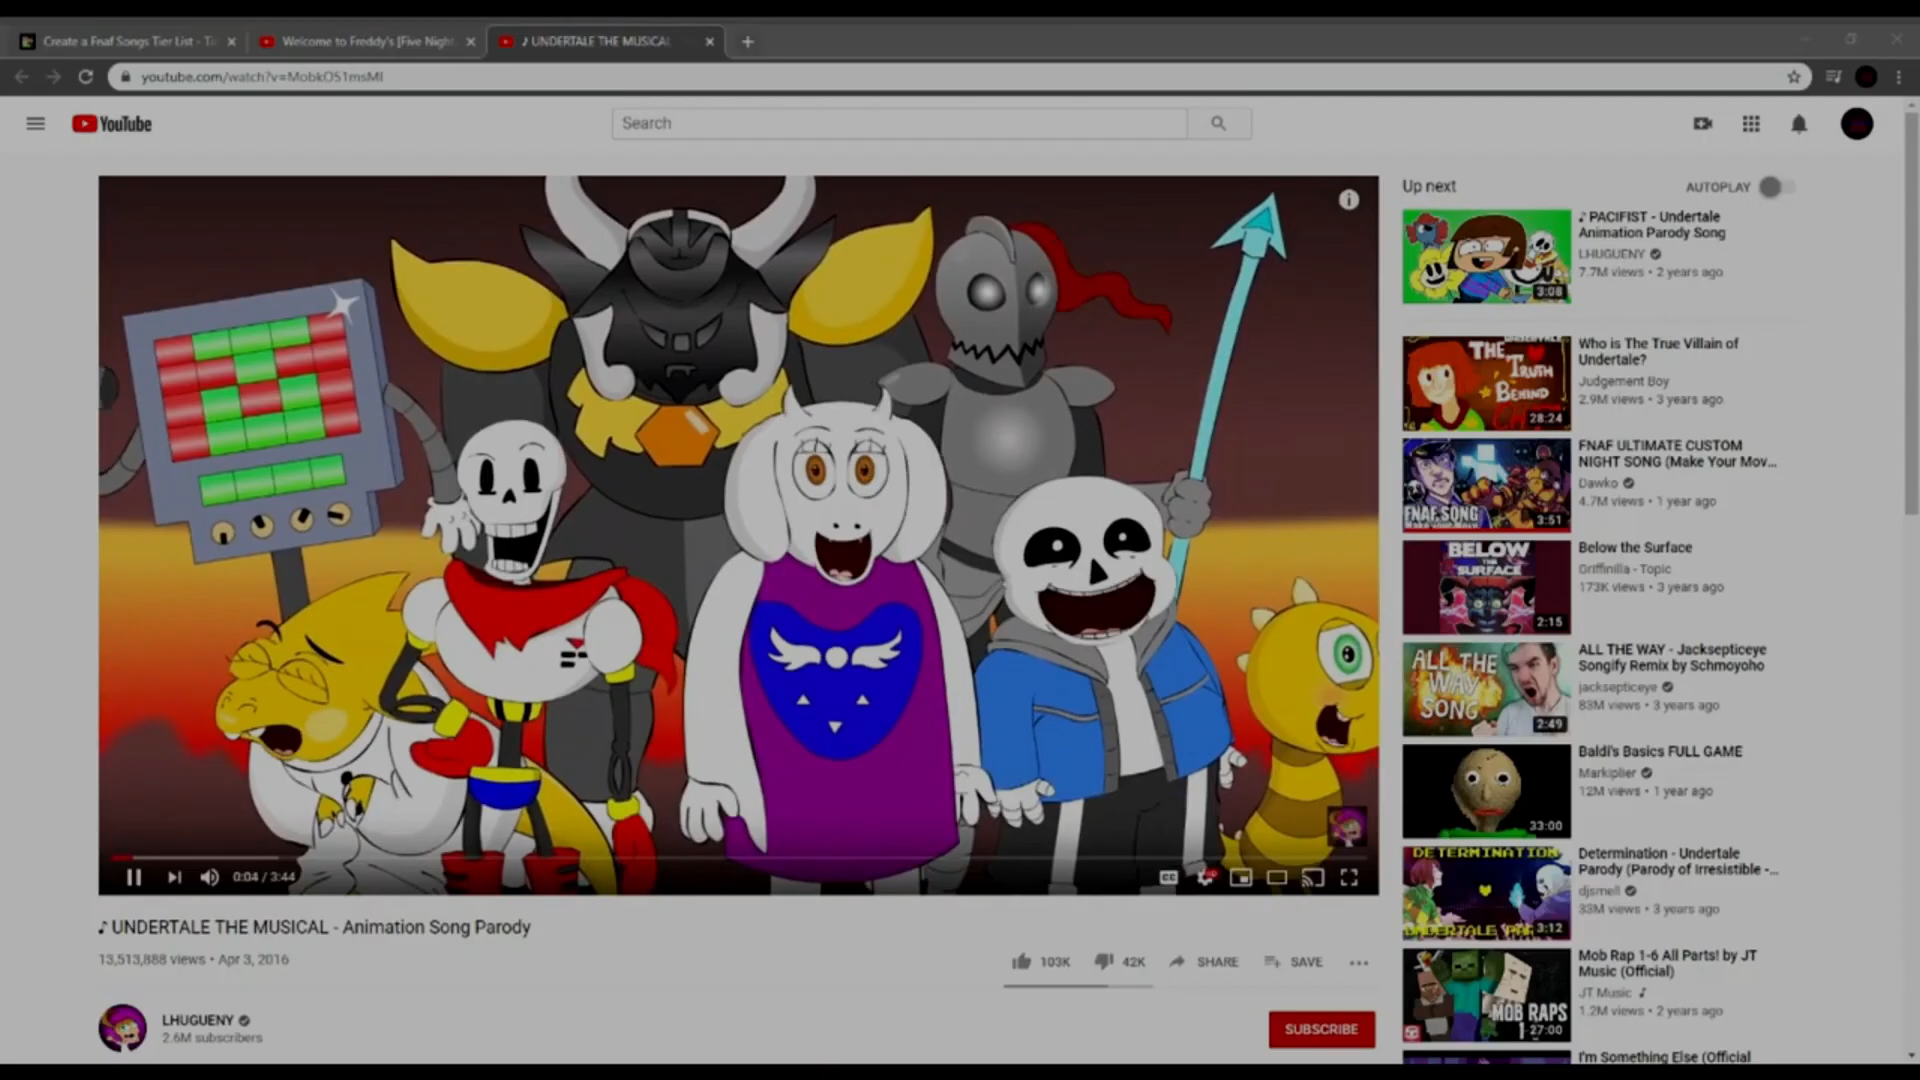 Create a Fnaf Songs Tier List - Ti
Welcome to Freddy's [Five Night
♪ UNDERTALE THE MUSICAL
youtube.com/watch?v=MobkOS1msMI
YouTube
Search
Up next
AUTOPLAY
♪ PACIFIST - Undertale
Animation Parody Song
LHUGUENY
7.7M views • 2 years ago
3:08
THE
TRUTH
BEHIND
28:24
Who is The True Villain of
Undertale?
Judgement Boy
2.9M views • 3 years ago
FNAF SONG
3:51
FNAF ULTIMATE CUSTOM
NIGHT SONG (Make Your Mov...
Dawko
4.7M views • 1 year ago
BELOW
THE
SURFACE
2:15
Below the Surface
Griffinilla - Topic
173K views • 3 years ago
ALL THE
WAY
SONG
2:49
ALL THE WAY - Jacksepticeye
Songify Remix by Schmoyoho
jacksepticeye
83M views • 3 years ago
33:00
Baldi's Basics FULL GAME
Markiplier
12M views • 1 year ago
DETERMINATION
UNDERTALE PAR
3:12
Determination - Undertale
Parody (Parody of Irresistible -...
djsmell
33M views • 3 years ago
MOB RAPS
1-
27:00
Mob Rap 1-6 All Parts! by JT
Music (Official)
JT Music ♪
1.2M views • 2 years ago
I'm Something Else (Official
0:04 / 3:44
CC
♪ UNDERTALE THE MUSICAL - Animation Song Parody
13,513,888 views • Apr 3, 2016
103K
42K
SHARE
SAVE
LHUGUENY
2.6M subscribers
SUBSCRIBE